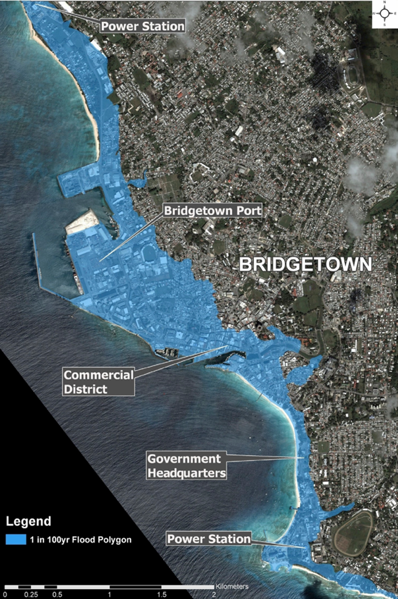 Power Station
Bridgetown Port
BRIDGETOWN
Commercial
District
Government
Headquarters
Power Station
Legend
1 in 100yr Flood Polygon
Kilometers
0 0.25 0.5 1 1.5 2